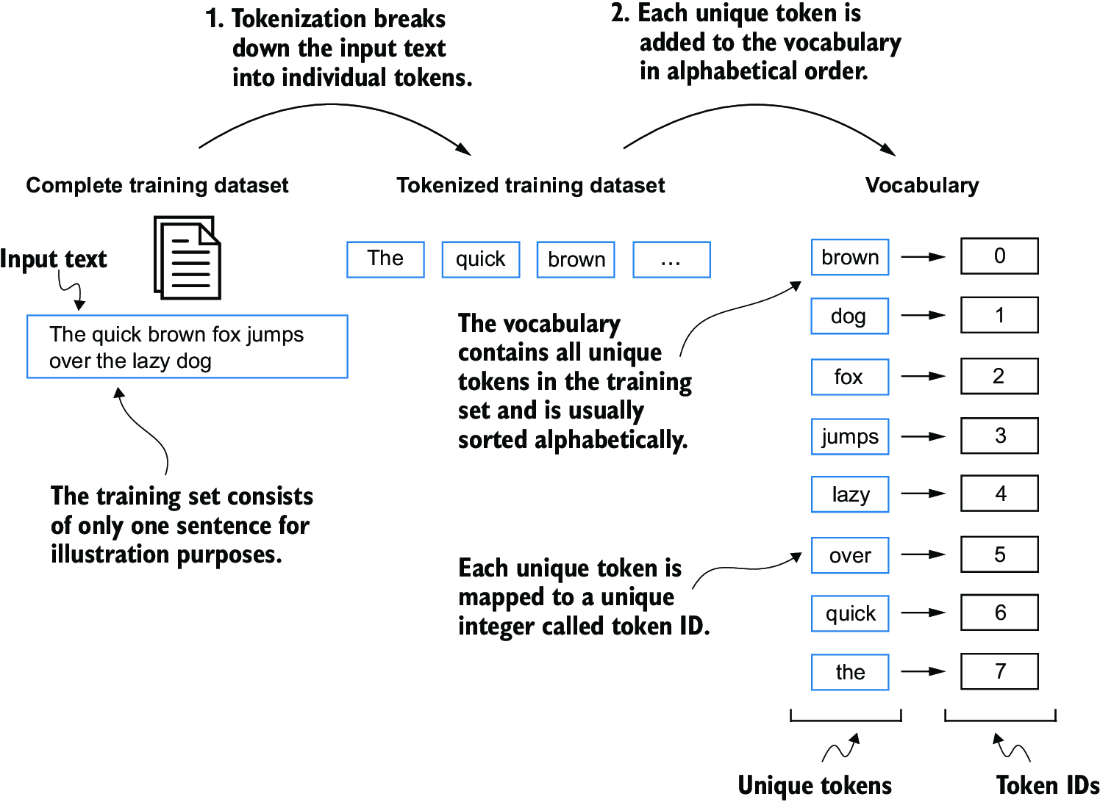 1. Tokenization breaks
down the input text
into individual tokens.
2. Each unique token is
added to the vocabulary
in alphabetical order.
Complete training dataset
Tokenized training dataset
Vocabulary
Input text
The quick brown fox jumps
over the lazy dog
The training set consists
of only one sentence for
illustration purposes.
The
quick
brown
...
The vocabulary
contains all unique
tokens in the training
set and is usually
sorted alphabetically.
Each unique token is
mapped to a unique
integer called token ID.
brown 0
dog 1
fox 2
jumps 3
lazy 4
over 5
quick 6
the 7
Unique tokens
Token IDs